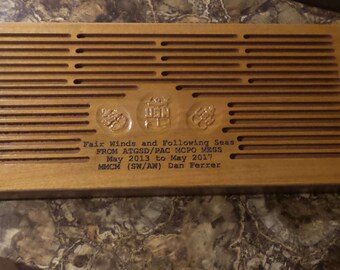 Fair Winds and Following Seas
FROM ATGSD/PAC MCPO MESS
May 2013 to May 2017
MMCM (SW/AW) Dan Ferrer